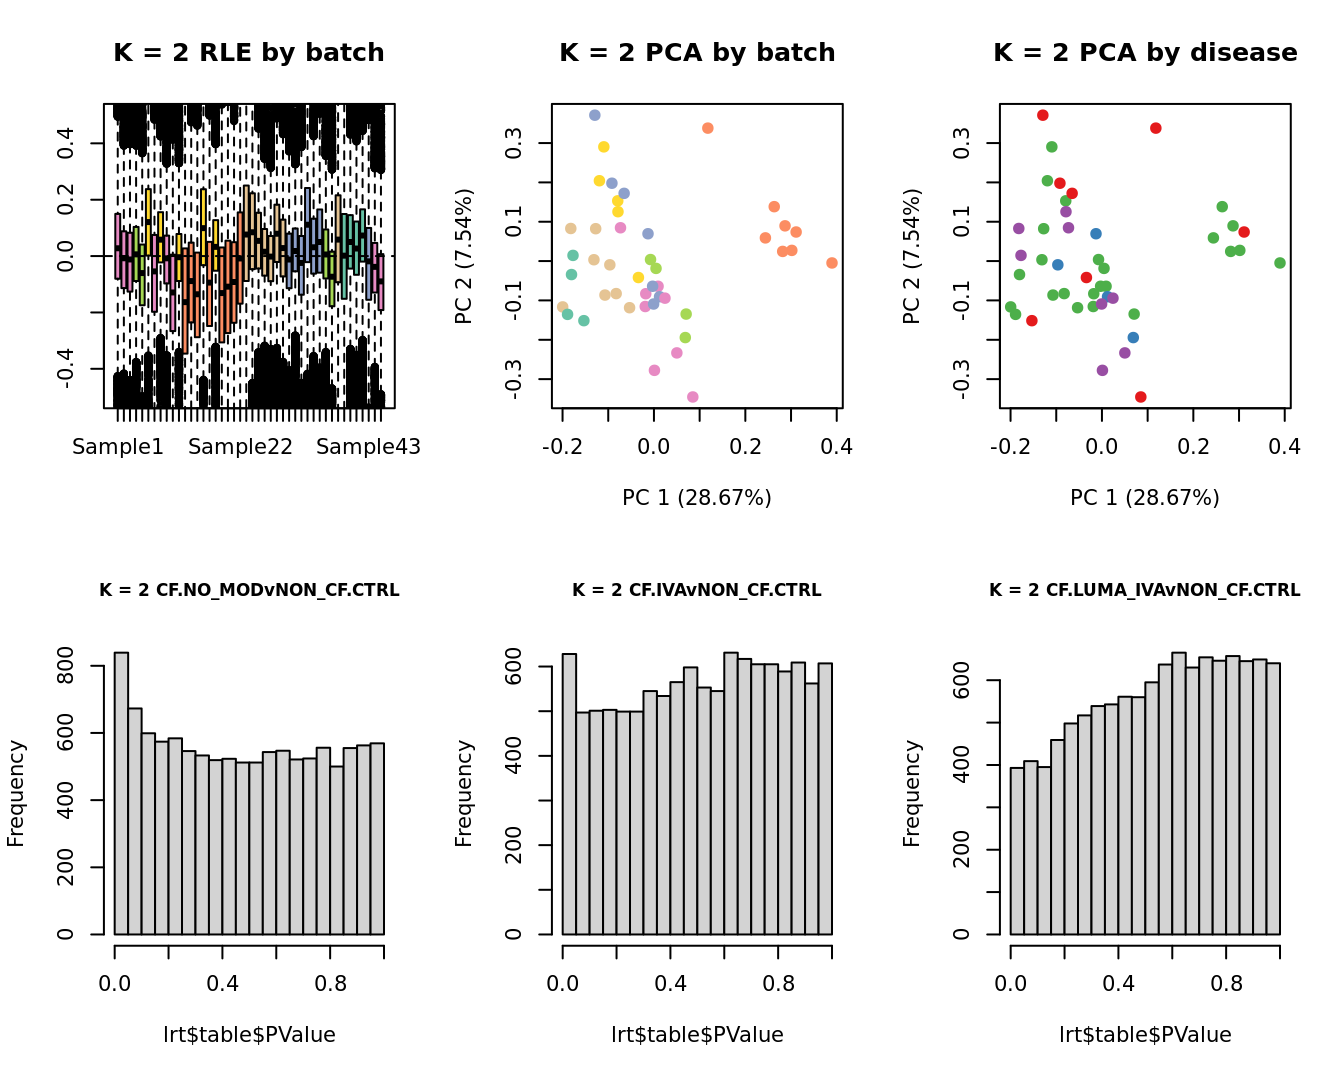 K = 2 RLE by batch
0.4
0.2
0.0
-0.4
Sample1 Sample22 Sample43
K = 2 PCA by batch
PC 2 (7.54%)
0.3
0.1
-0.1
-0.3
-0.2 0.0 0.2 0.4
PC 1 (28.67%)
K = 2 PCA by disease
PC 2 (7.54%)
0.3
0.1
-0.1
-0.3
-0.2 0.0 0.2 0.4
PC 1 (28.67%)
K = 2 CF.NO_MODvNON_CF.CTRL
Frequency
800
600
400
200
0
0.0 0.4 0.8
lrt$table$PValue
K = 2 CF.IVAvNON_CF.CTRL
Frequency
600
400
200
0
0.0 0.4 0.8
lrt$table$PValue
K = 2 CF.LUMA_IVAvNON_CF.CTRL
Frequency
600
400
200
0
0.0 0.4 0.8
lrt$table$PValue